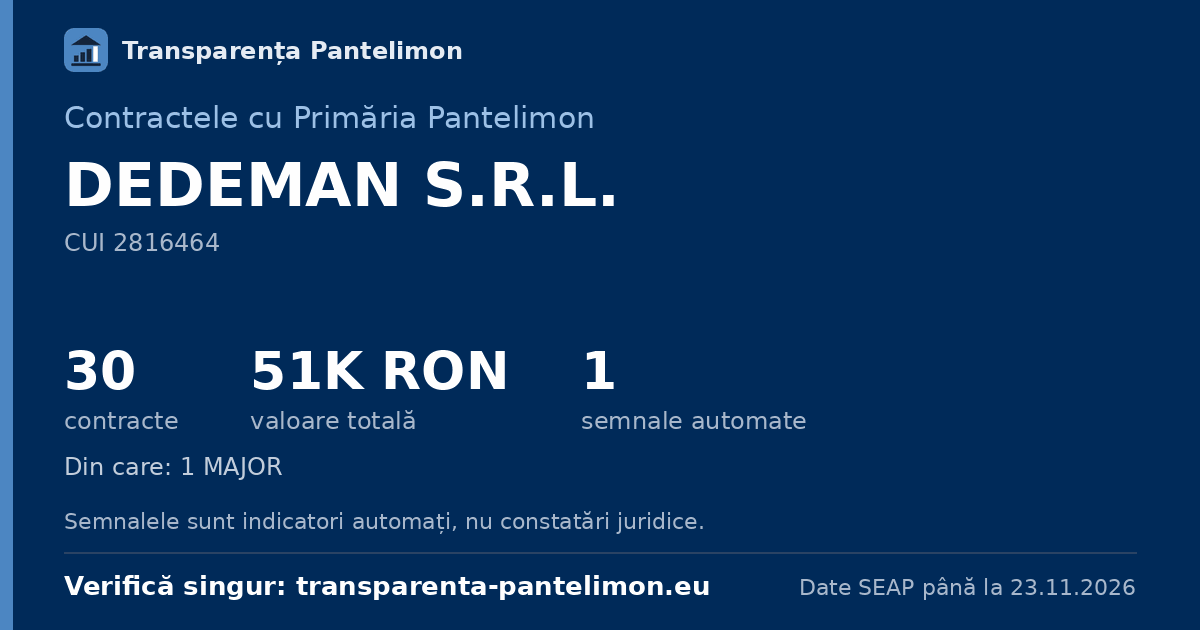 Transparența Pantelimon
Contractele cu Primăria Pantelimon
DEDEMAN S.R.L.
CUI 2816464
30 51K RON 1
contracte valoare totală semnale automate
Din care: 1 MAJOR
Semnalele sunt indicatori automați, nu constatări juridice.
Verifică singur: transparenta-pantelimon.eu Date SEAP până la 23.11.2026